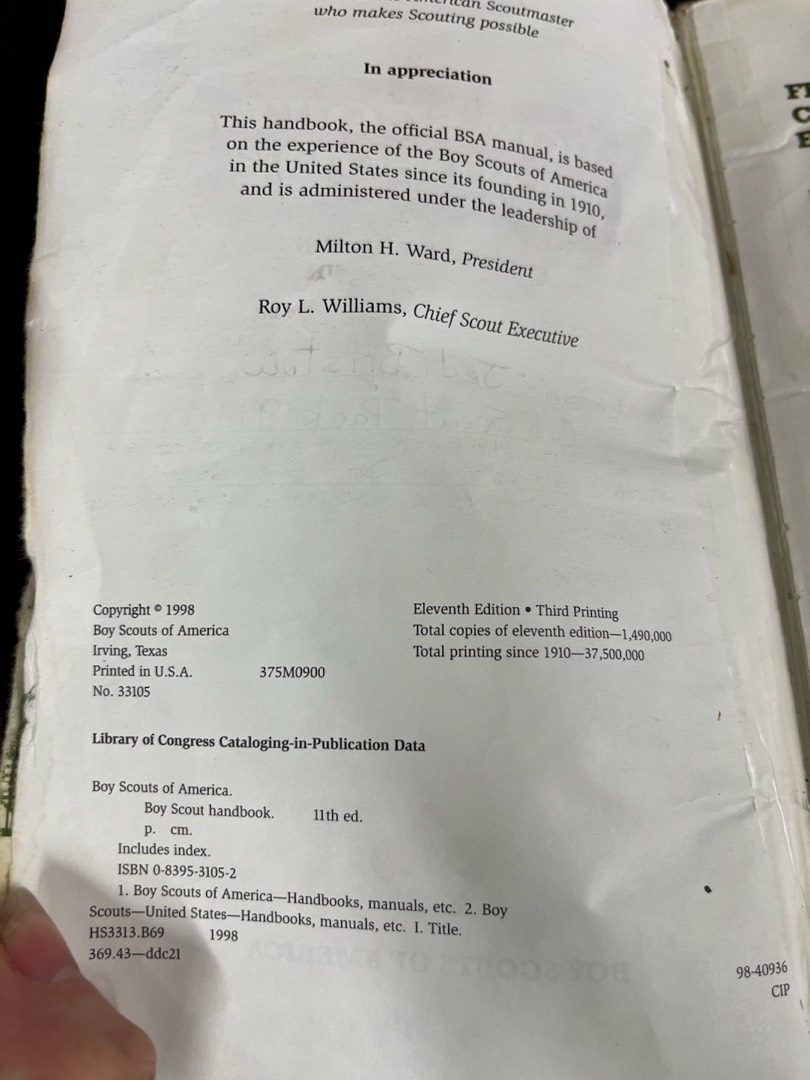 American Scoutmaster
who makes Scouting possible
In appreciation
This handbook, the official BSA manual, is based
on the experience of the Boy Scouts of America
in the United States since its founding in 1910,
and is administered under the leadership of
Milton H. Ward, President
Roy L. Williams, Chief Scout Executive
Copyright © 1998
Boy Scouts of America
Irving, Texas
Printed in U.S.A. 375M0900
No. 33105
Eleventh Edition • Third Printing
Total copies of eleventh edition—1,490,000
Total printing since 1910—37,500,000
Library of Congress Cataloging-in-Publication Data
Boy Scouts of America.
Boy Scout handbook. 11th ed.
p. cm.
Includes index.
ISBN 0-8395-3105-2
1. Boy Scouts of America—Handbooks, manuals, etc. 2. Boy
Scouts—United States—Handbooks, manuals, etc. I. Title.
HS3313.B69 1998
369.43—ddc21
98-40936
CIP